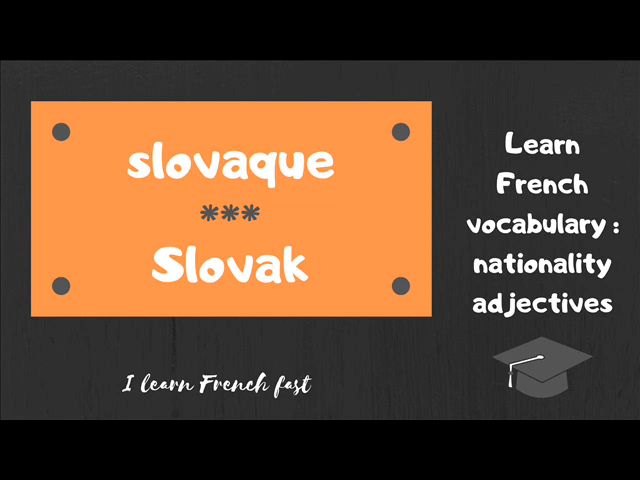 slovaque
***
Slovak
Learn
French
vocabulary :
nationality
adjectives
I learn French fast